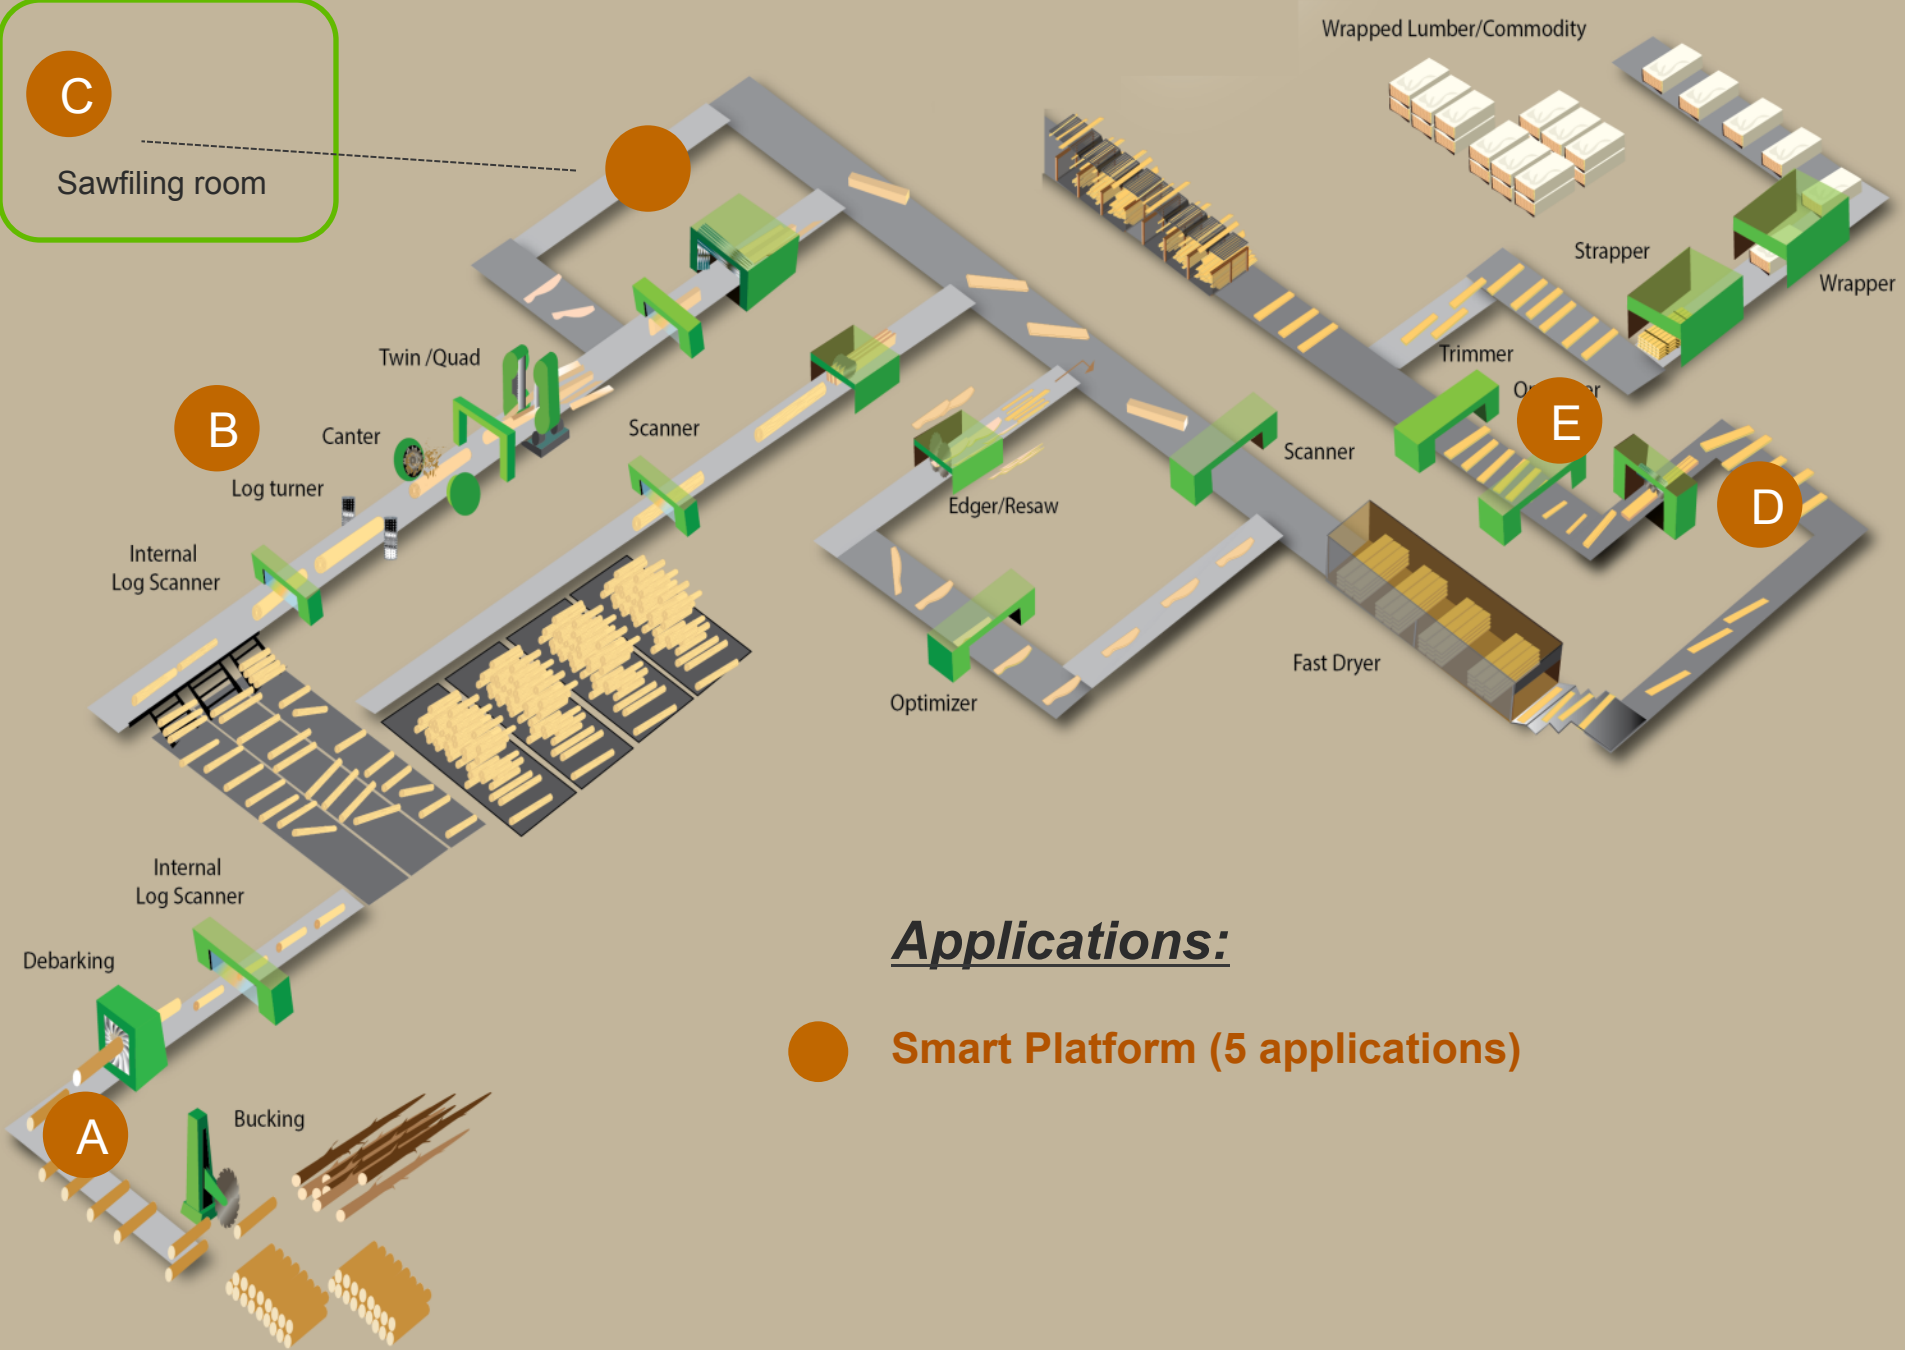 Wrapped Lumber/Commodity
C
Sawfiling room
Strapper
Wrapper
Twin /Quad
Trimmer
E
B
Canter
Scanner
Scanner
Log turner
Edger/Resaw
D
Internal
Log Scanner
Fast Dryer
Optimizer
Internal
Log Scanner
Debarking
Applications:
Smart Platform (5 applications)
A
Bucking